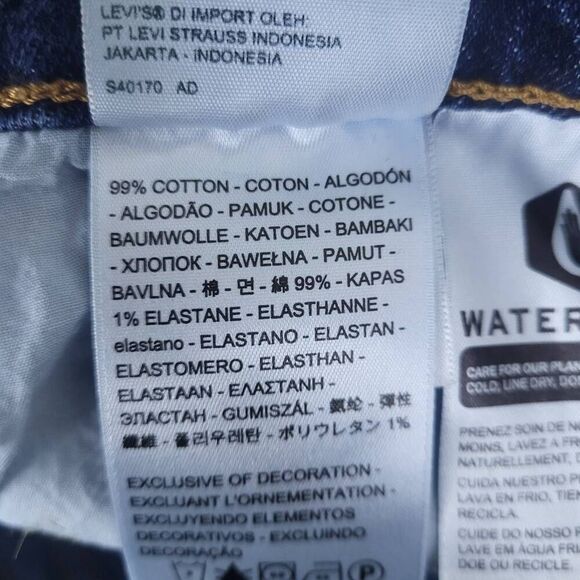 LEVI'S® DI IMPORT OLEH:
PT LEVI STRAUSS INDONESIA
JAKARTA - INDONESIA
S40170 AD
99% COTTON - COTON - ALGODÓN
- ALGODÃO - PAMUK - COTONE -
BAUMWOLLE - KATOEN - BAMBAKI
- ХЛОПОК - BAWEŁNA - PAMUT -
BAVLNA - 棉 - 면 - 綿 99% - KAPAS
1% ELASTANE - ELASTHANNE -
elastano - ELASTANO - ELASTAN -
ELASTOMERO - ELASTHAN -
ELASTAAN - ΕΛΑΣΤΑΝΗ -
ЭЛАСТАН - GUMISZÁL - 氨纶 - 彈性
纖維 - 폴리우레탄 - ポリウレタン 1%
EXCLUSIVE OF DECORATION -
EXCLUANT L'ORNEMENTATION -
EXCLUYENDO ELEMENTOS
DECORATIVOS - EXCLUINDO
DECORAÇÃO
WATER
CARE FOR OUR PLAN
COLD, LINE DRY, DO
PRENEZ SOIN DE NO
MOINS, LAVEZ A FR
NATURELLEMENT, D
CUIDA NUESTRO P
LAVA EN FRIO, TIEN
RECICLA.
CUIDE DO NOSSO P
LAVE EM ÁGUA FRI
DOE OU RECICLE.